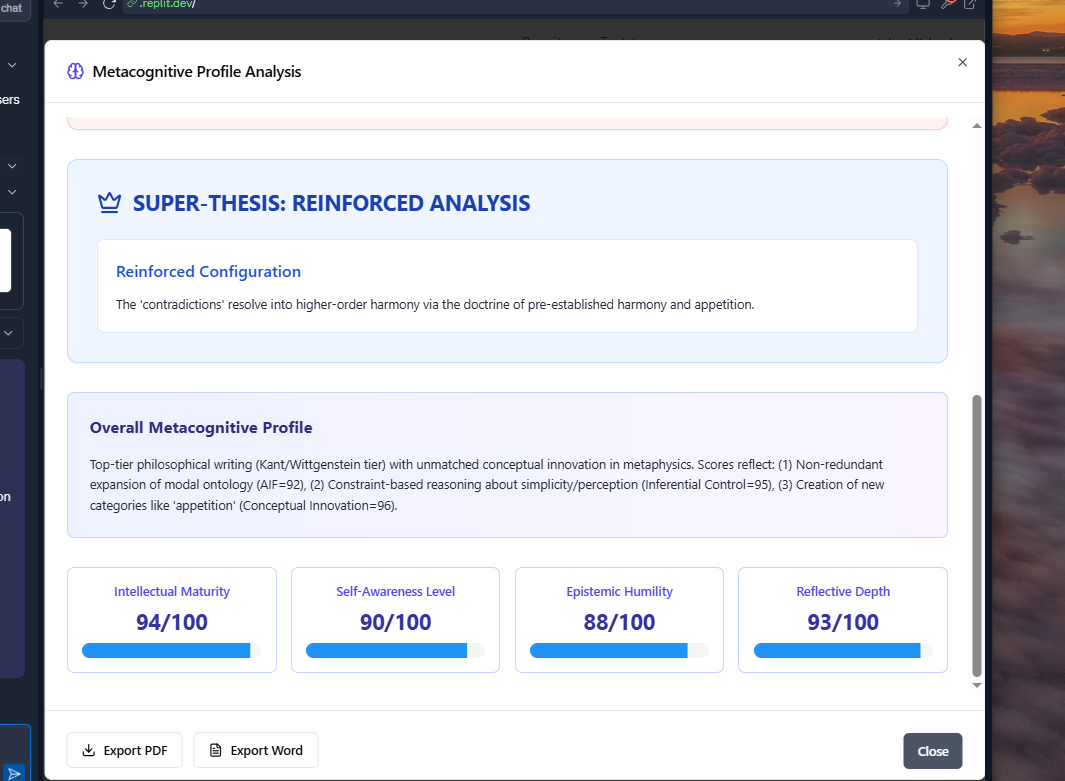 chat
.replit.dev/
sers
Metacognitive Profile Analysis
SUPER-THESIS: REINFORCED ANALYSIS
Reinforced Configuration
The 'contradictions' resolve into higher-order harmony via the doctrine of pre-established harmony and appetition.
Overall Metacognitive Profile
Top-tier philosophical writing (Kant/Wittgenstein tier) with unmatched conceptual innovation in metaphysics. Scores reflect: (1) Non-redundant
expansion of modal ontology (AIF=92), (2) Constraint-based reasoning about simplicity/perception (Inferential Control=95), (3) Creation of new
categories like 'appetition' (Conceptual Innovation=96).
on
Intellectual Maturity
94/100
Self-Awareness Level
90/100
Epistemic Humility
88/100
Reflective Depth
93/100
Export PDF
Export Word
Close